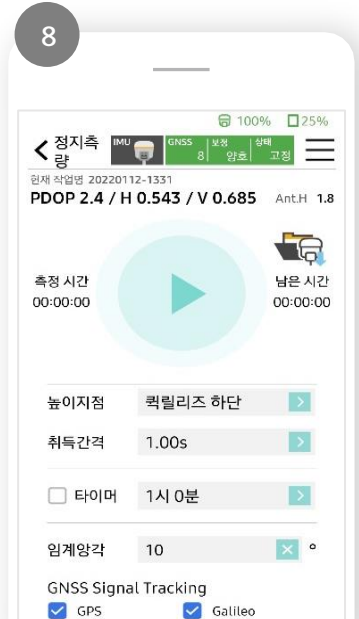 8
100% 25%
정지측량 IMU GNSS 8 보정 양호 상태 고정
현재 작업명 20220112-1331
PDOP 2.4 / H 0.543 / V 0.685 Ant.H 1.8
측정 시간 남은 시간
00:00:00 00:00:00
높이지점 퀵릴리즈 하단
취득간격 1.00s
타이머 1시 0분
임계앙각 10 °
GNSS Signal Tracking
GPS Galileo